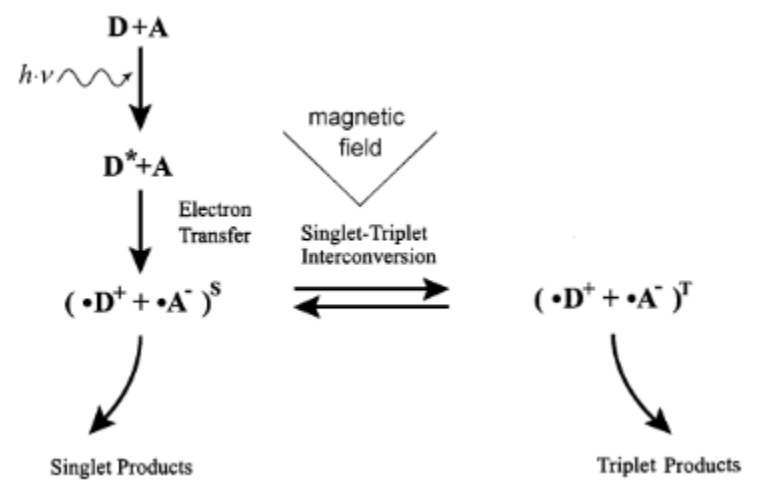 D+A
h·ν
magnetic
field
D*+A
Electron
Transfer
Singlet-Triplet
Interconversion
( •D⁺ + •A⁻ )ˢ
( •D⁺ + •A⁻ )ᵀ
Singlet Products
Triplet Products